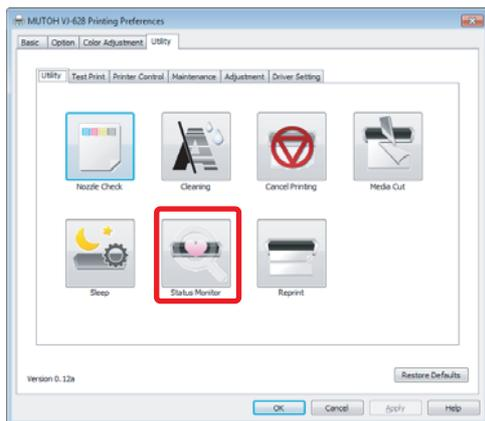 MUTOH VJ-628 Printing Preferences
Basic Option Color Adjustment Utility
Utility Test Print Printer Control Maintenance Adjustment Driver Setting
Nozzle Check Cleaning Cancel Printing Media Cut
Sleep Status Monitor Reprint
Version 0.12a Restore Defaults
OK Cancel Apply Help